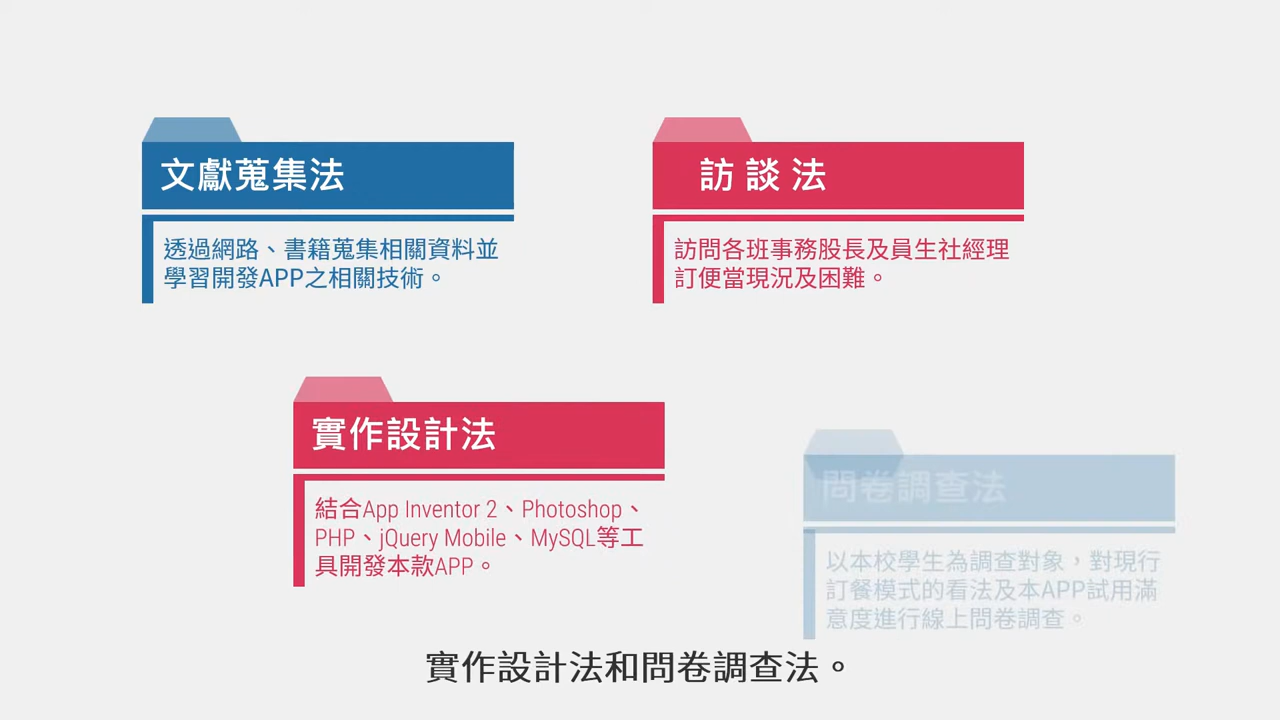 文獻蒐集法
透過網路、書籍蒐集相關資料並
學習開發APP之相關技術。
訪談法
訪問各班事務股長及員生社經理
訂便當現況及困難。
實作設計法
結合App Inventor 2、Photoshop、
PHP、jQuery Mobile、MySQL等工
具開發本款APP。
問卷調查法
以本校學生為調查對象，對現行
訂餐模式的看法及本APP試用滿
意度進行線上問卷調查。
實作設計法和問卷調查法。